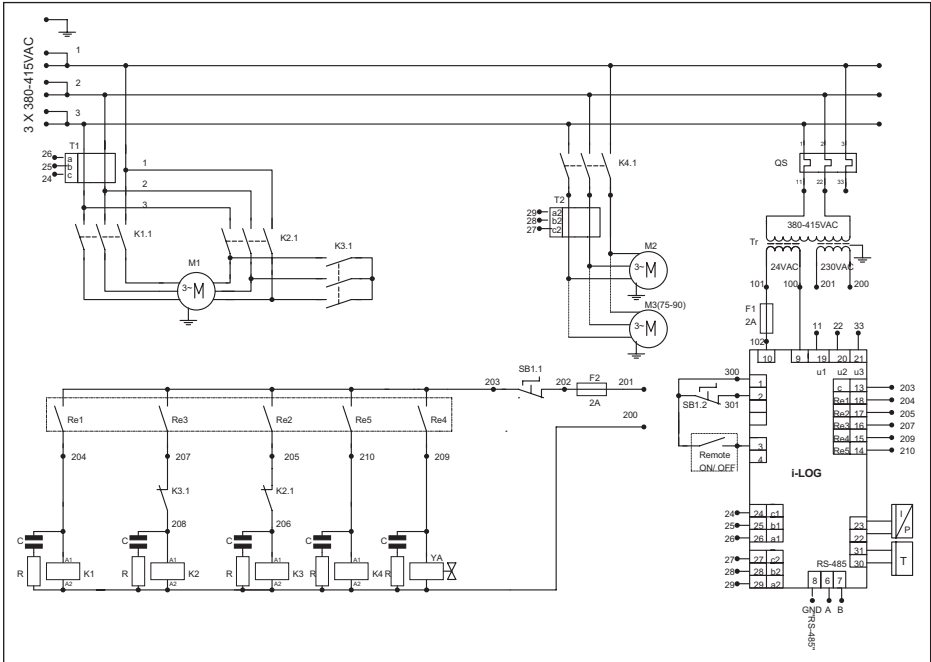 3 X 380-415VAC
1
2
3
T1
26 a
25 b
24 c
1
2
3
K1.1
K2.1
K3.1
M1
3~ M
K4.1
T2
29 a2
28 b2
27 c2
M2
3~ M
M3(75-90)
3~ M
1 2 3
QS
11 22 33
380-415VAC
Tr
24VAC 230VAC
101 100 201 200
F1
2A
102
11 22 33
10 9 19 20 21
u1 u2 u3
SB1.1
203 202 F2 201
2A
200
Re1 Re3 Re2 Re5 Re4
204 207 205 210 209
K3.1 K2.1
208 206
C C C C C
A1 A1 A1 A1 A1 YA
R K1 R K2 R K3 R K4 R
A2 A2 A2 A2 A2
300 1
SB1.2 301 2
3
Remote
ON/ OFF
4
c 13 203
Re1 18 204
Re2 17 205
Re3 16 207
Re4 15 209
Re5 14 210
i-LOG
24 24 c1
25 25 b1
26 26 a1
27 27 c2
28 28 b2
29 29 a2
23 I
22 P
31 T
30
RS-485
8 6 7
GND A B
"RS-485"